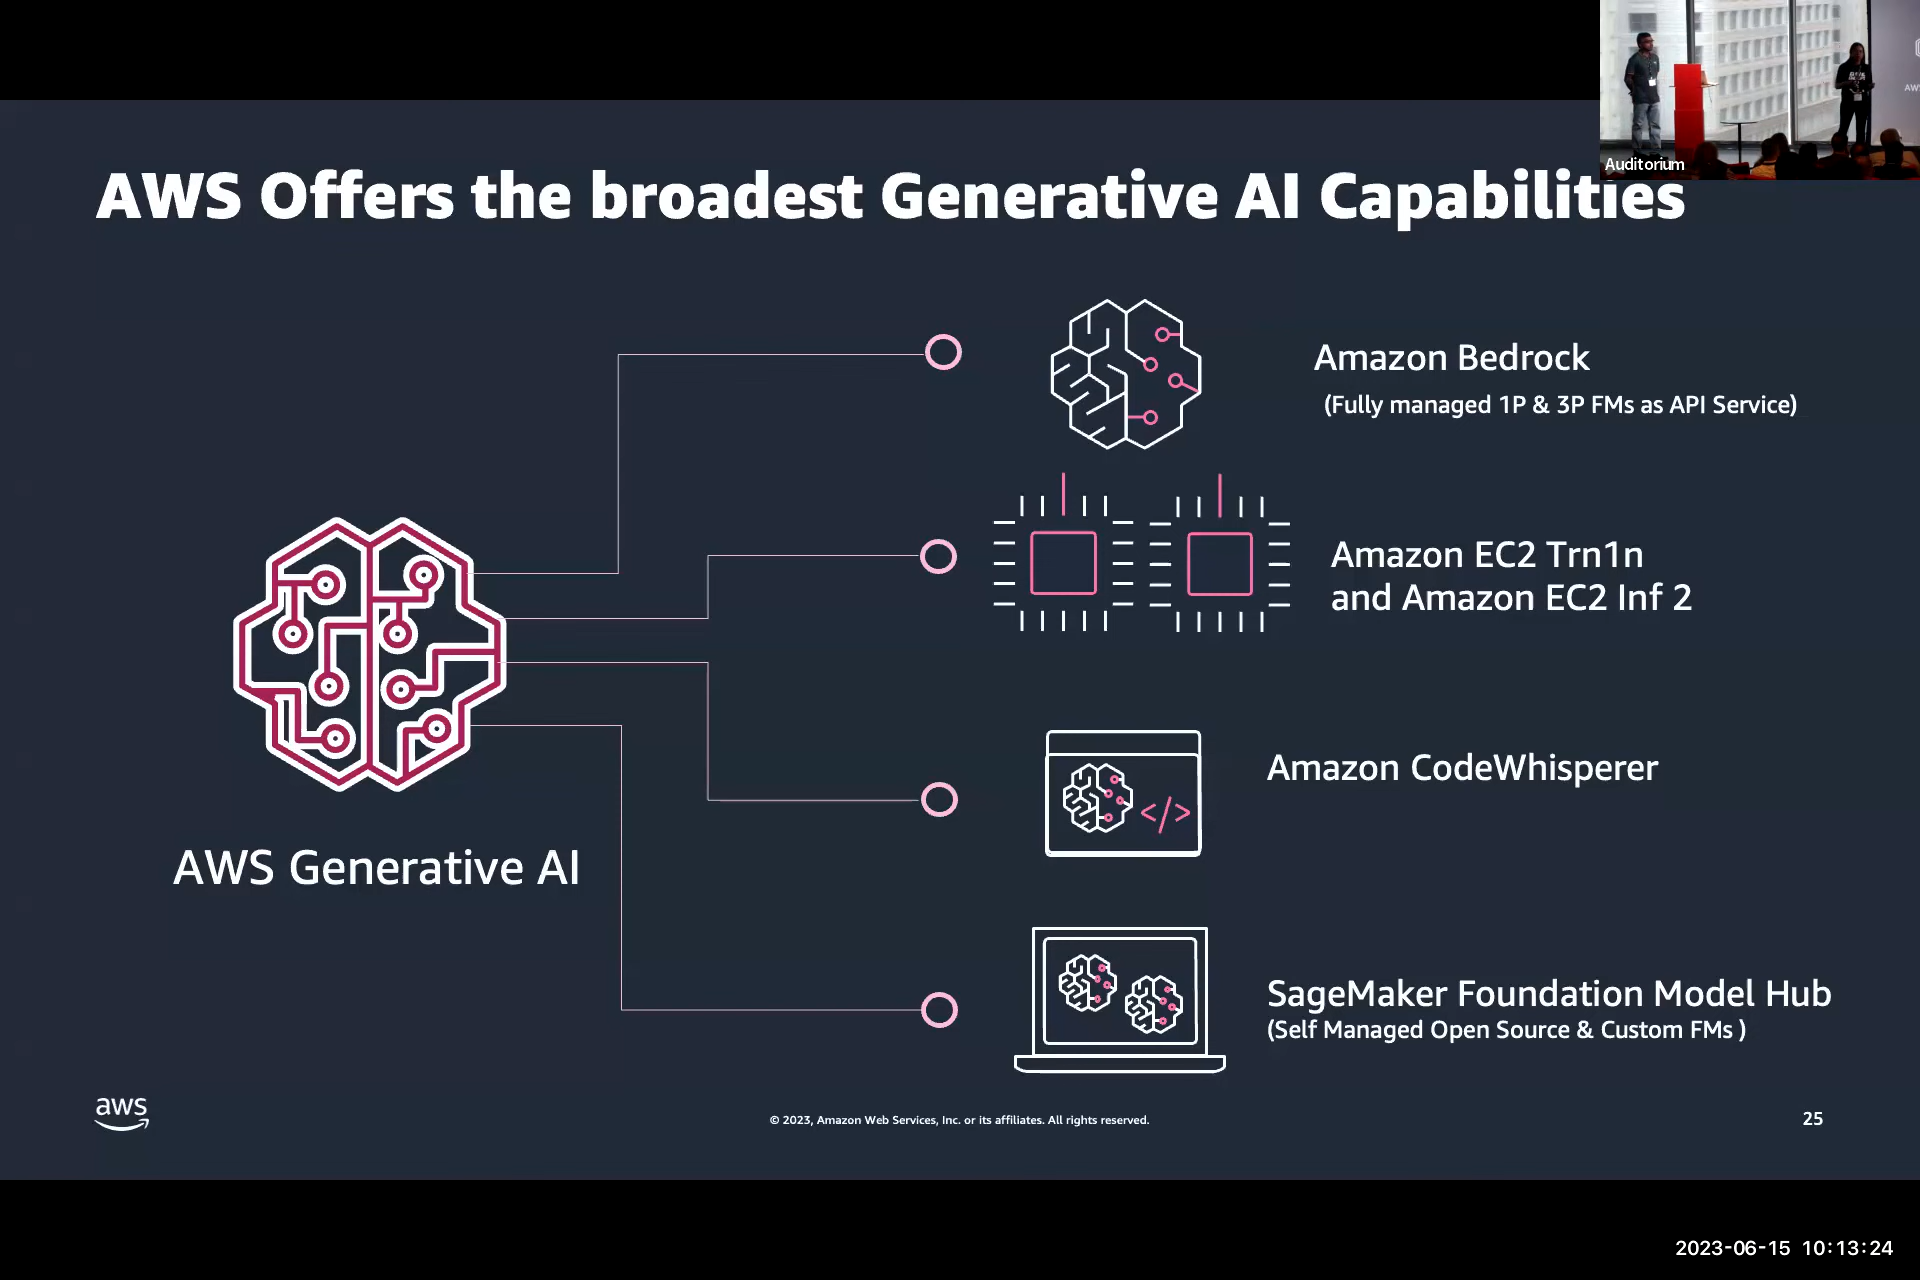 Auditorium
AWS Offers the broadest Generative AI Capabilities
Amazon Bedrock
(Fully managed 1P & 3P FMs as API Service)
Amazon EC2 Trn1n
and Amazon EC2 Inf 2
Amazon CodeWhisperer
</>
AWS Generative AI
SageMaker Foundation Model Hub
(Self Managed Open Source & Custom FMs )
aws
© 2023, Amazon Web Services, Inc. or its affiliates. All rights reserved.
25
2023-06-15 10:13:24